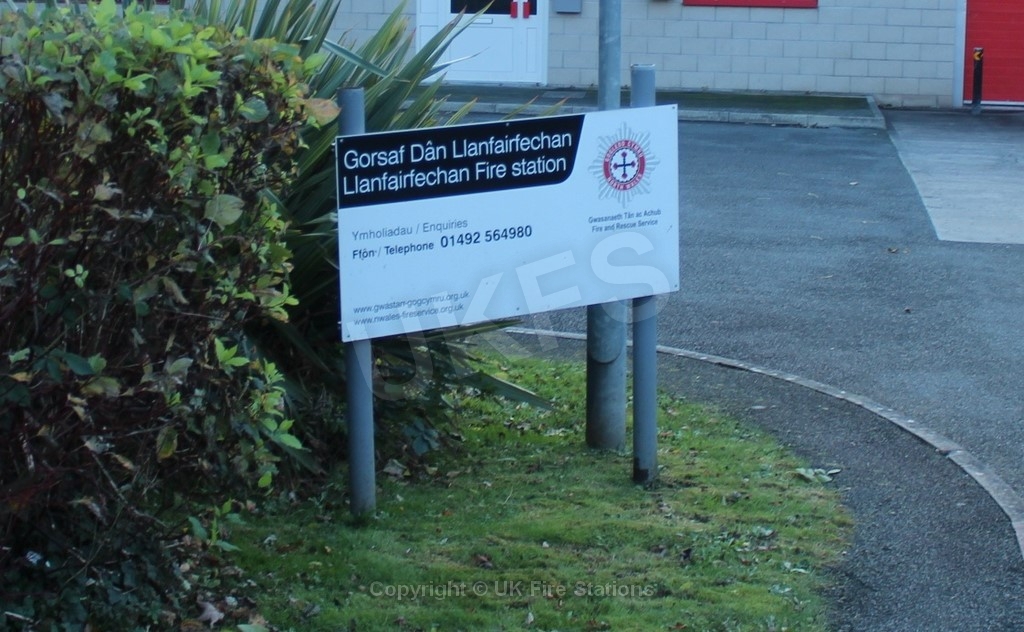 Gorsaf Dân Llanfairfechan
Llanfairfechan Fire station
Ymholiadau / Enquiries
Ffôn / Telephone 01492 564980
Gwasanaeth Tân ac Achub
Fire and Rescue Service
www.gwastan-gogcymru.org.uk
www.nwales-fireservice.org.uk
UKFS
Copyright © UK Fire Stations